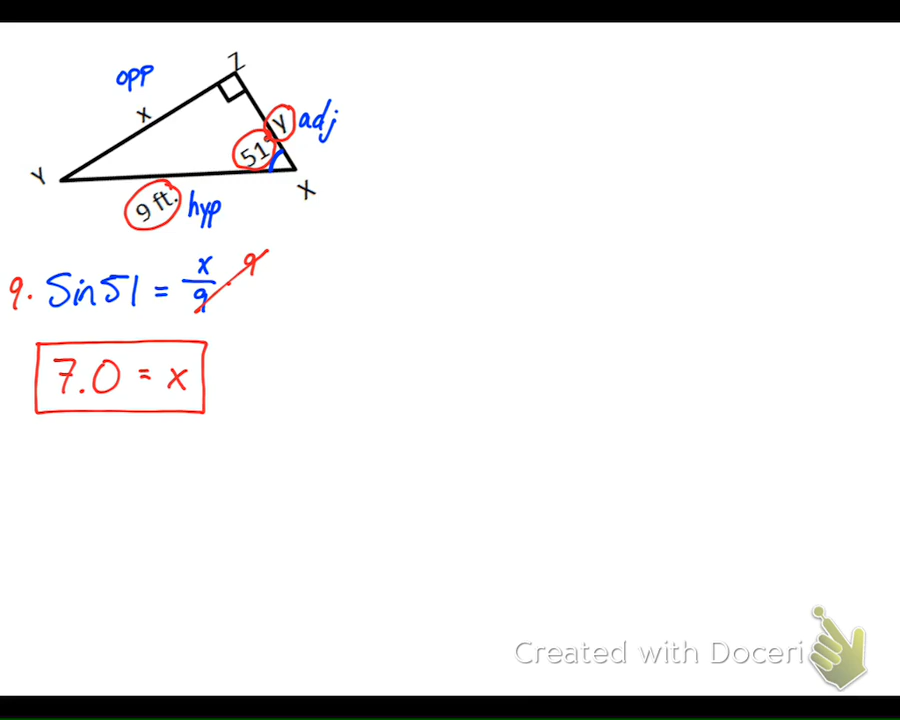 Z
opp
x
y adj
51°
Y
X
9 ft. hyp
9. Sin51 = x/9 · 9
7.0 = x
Created with Doceri